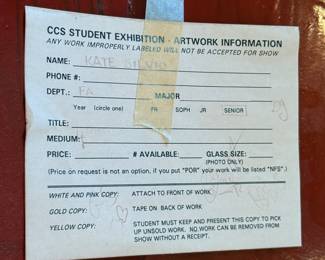 CCS STUDENT EXHIBITION - ARTWORK INFORMATION
ANY WORK IMPROPERLY LABELED WILL NOT BE ACCEPTED FOR SHOW
NAME: KATE
PHONE #:
DEPT.: FA MAJOR
Year (circle one) FR SOPH JR SENIOR
TITLE:
MEDIUM:
PRICE: # AVAILABLE: GLASS SIZE:
(PHOTO ONLY)
(Price on request is not an option, if you put "POR" your work will be listed "NFS".)
WHITE AND PINK COPY: ATTACH TO FRONT OF WORK
GOLD COPY: TAPE ON BACK OF WORK
YELLOW COPY: STUDENT MUST KEEP AND PRESENT THIS COPY TO PICK
UP UNSOLD WORK. NO WORK CAN BE REMOVED FROM
SHOW WITHOUT A RECEIPT.